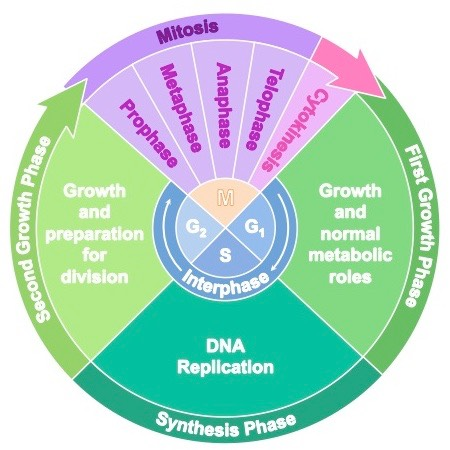 Mitosis
Prophase
Metaphase
Anaphase
Telophase
Cytokinesis
First Growth Phase
Growth
and
normal
metabolic
roles
Second Growth Phase
Growth
and
preparation
for
division
M
G₂
G₁
S
Interphase
DNA
Replication
Synthesis Phase